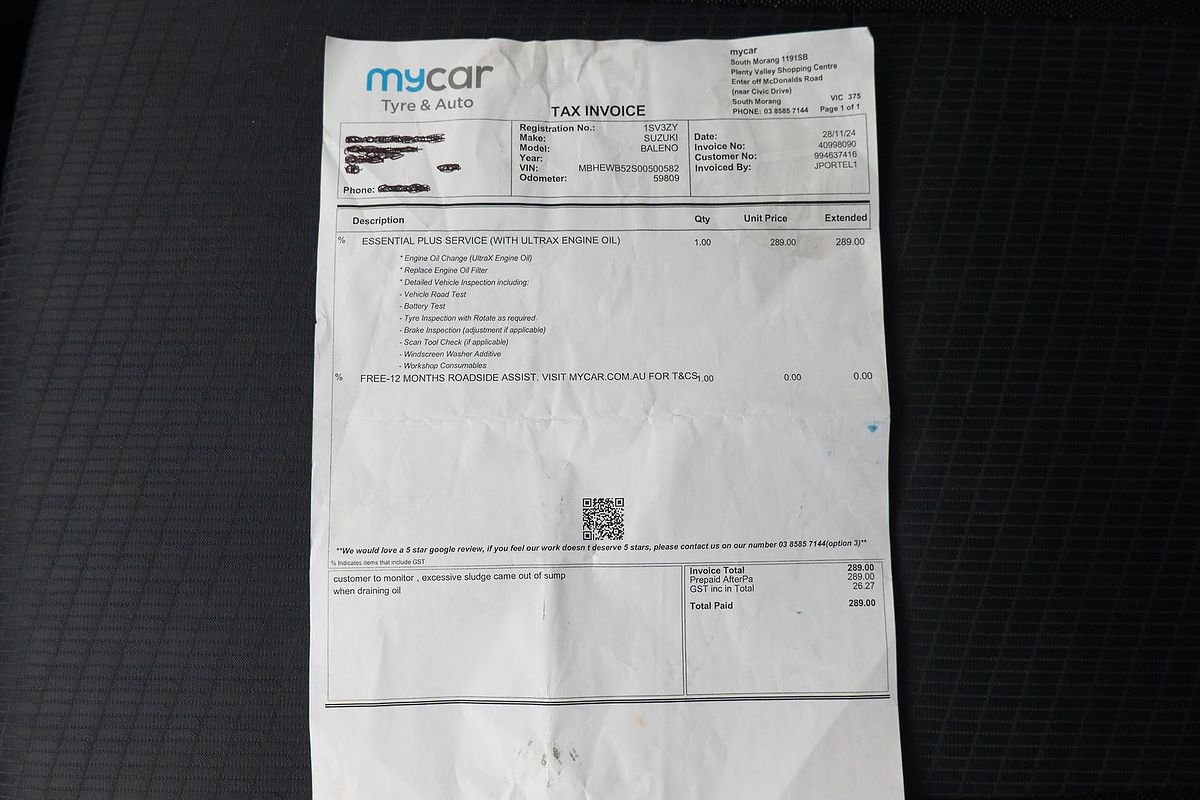 mycar
Tyre & Auto
TAX INVOICE
mycar
South Morang 1191SB
Plenty Valley Shopping Centre
Enter off McDonalds Road
(near Civic Drive)
South Morang VIC 375
PHONE: 03 8585 7144 Page 1 of 1
Phone:
Registration No.: 1SV3ZY
Make: SUZUKI
Model: BALENO
Year:
VIN: MBHEWB52S00500582
Odometer: 59809
Date: 28/11/24
Invoice No: 40998090
Customer No: 994637416
Invoiced By: JPORTEL1
Description Qty Unit Price Extended
% ESSENTIAL PLUS SERVICE (WITH ULTRAX ENGINE OIL) 1.00 289.00 289.00
* Engine Oil Change (UltraX Engine Oil)
* Replace Engine Oil Filter
* Detailed Vehicle Inspection including:
- Vehicle Road Test
- Battery Test
- Tyre Inspection with Rotate as required
- Brake Inspection (adjustment if applicable)
- Scan Tool Check (if applicable)
- Windscreen Washer Additive
- Workshop Consumables
% FREE-12 MONTHS ROADSIDE ASSIST. VISIT MYCAR.COM.AU FOR T&CS 1.00 0.00 0.00
**We would love a 5 star google review, if you feel our work doesn t deserve 5 stars, please contact us on our number 03 8585 7144(option 3)**
% Indicates items that include GST
customer to monitor , excessive sludge came out of sump
when draining oil
Invoice Total 289.00
Prepaid AfterPa 289.00
GST inc in Total 26.27
Total Paid 289.00